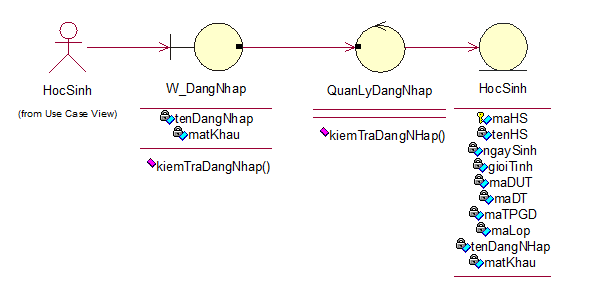 HocSinh
(from Use Case View)
W_DangNhap
tenDangNhap
matKhau
kiemTraDangNhap()
QuanLyDangNhap
kiemTraDangNHap()
HocSinh
maHS
tenHS
ngaySinh
gioiTinh
maDUT
maDT
maTPGD
maLop
tenDangNHap
matKhau